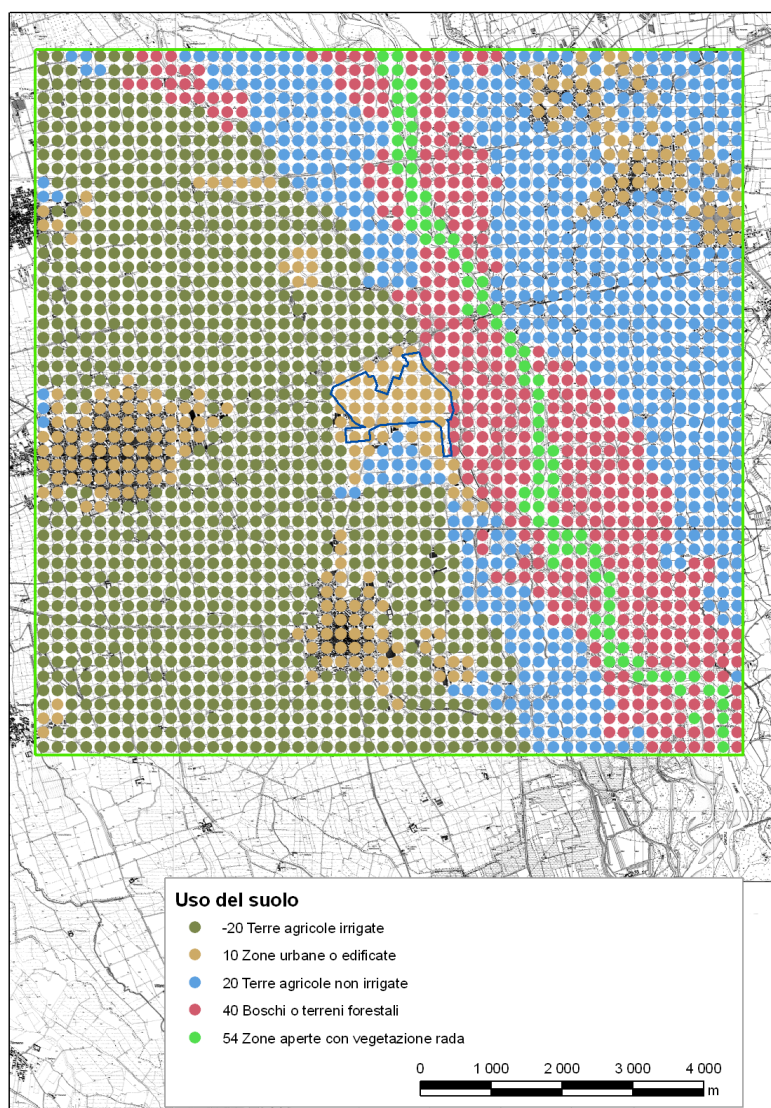 Uso del suolo
-20 Terre agricole irrigate
10 Zone urbane o edificate
20 Terre agricole non irrigate
40 Boschi o terreni forestali
54 Zone aperte con vegetazione rada
0 1 000 2 000 3 000 4 000
m